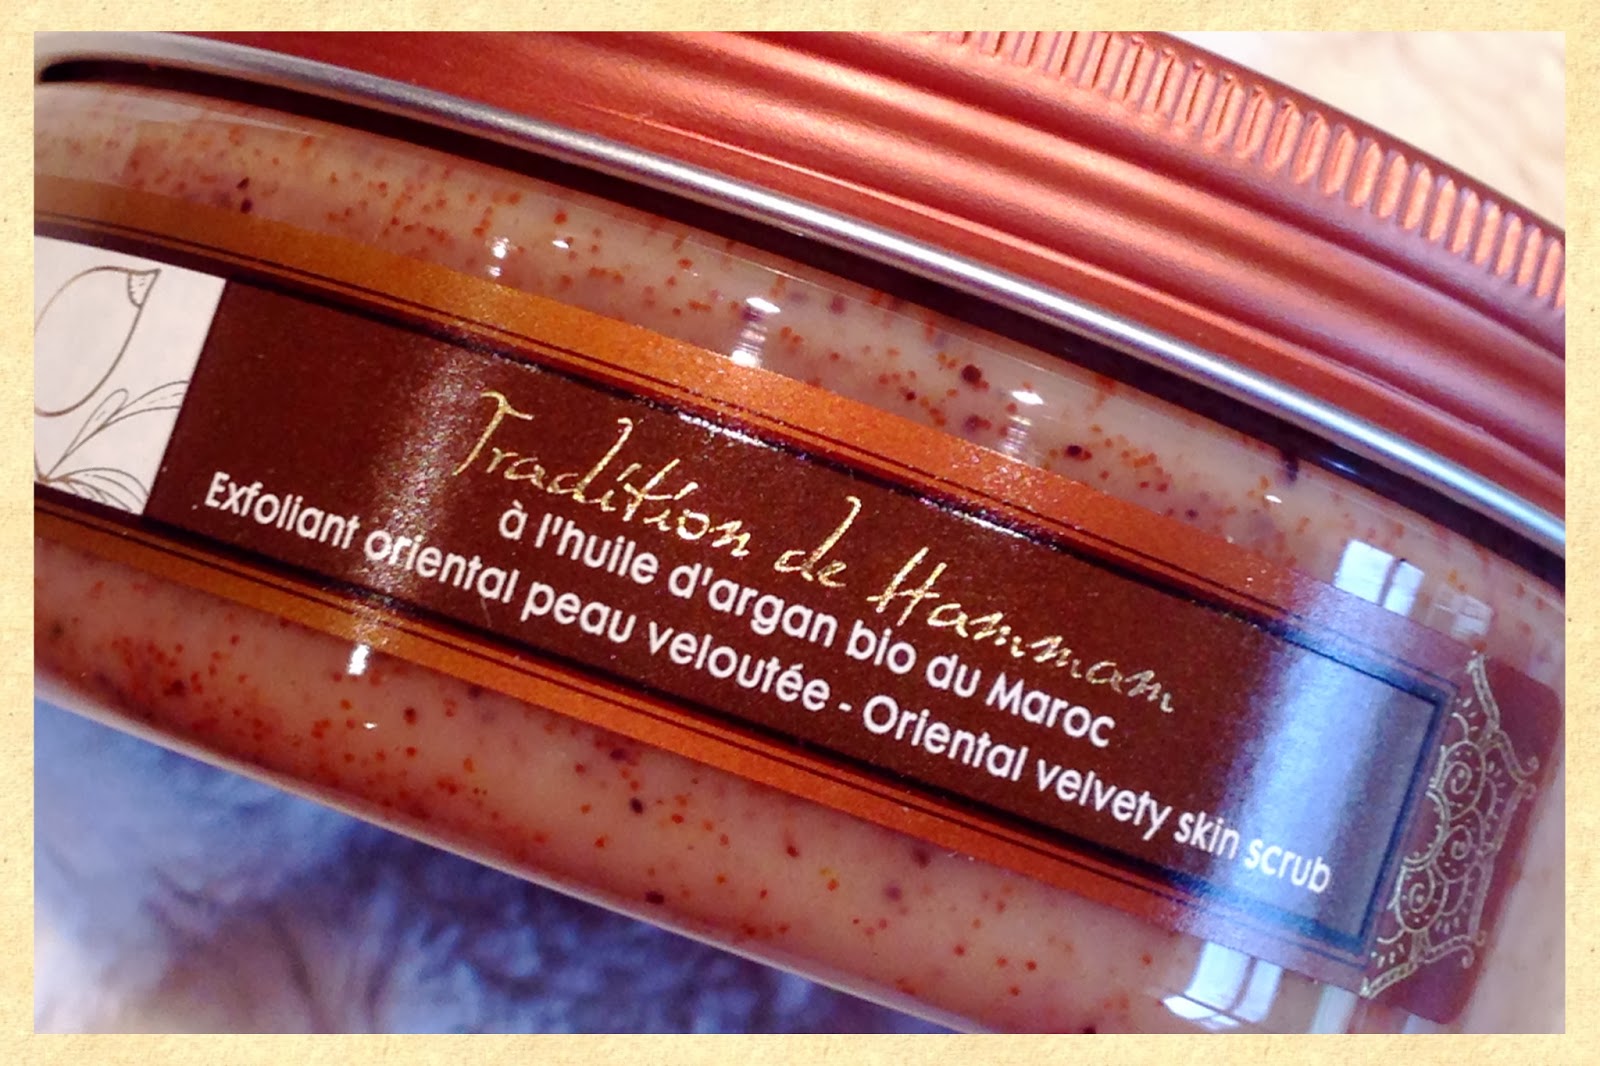 Tradition de Hammam
à l'huile d'argan bio du Maroc
Exfoliant oriental peau veloutée - Oriental velvety skin scrub